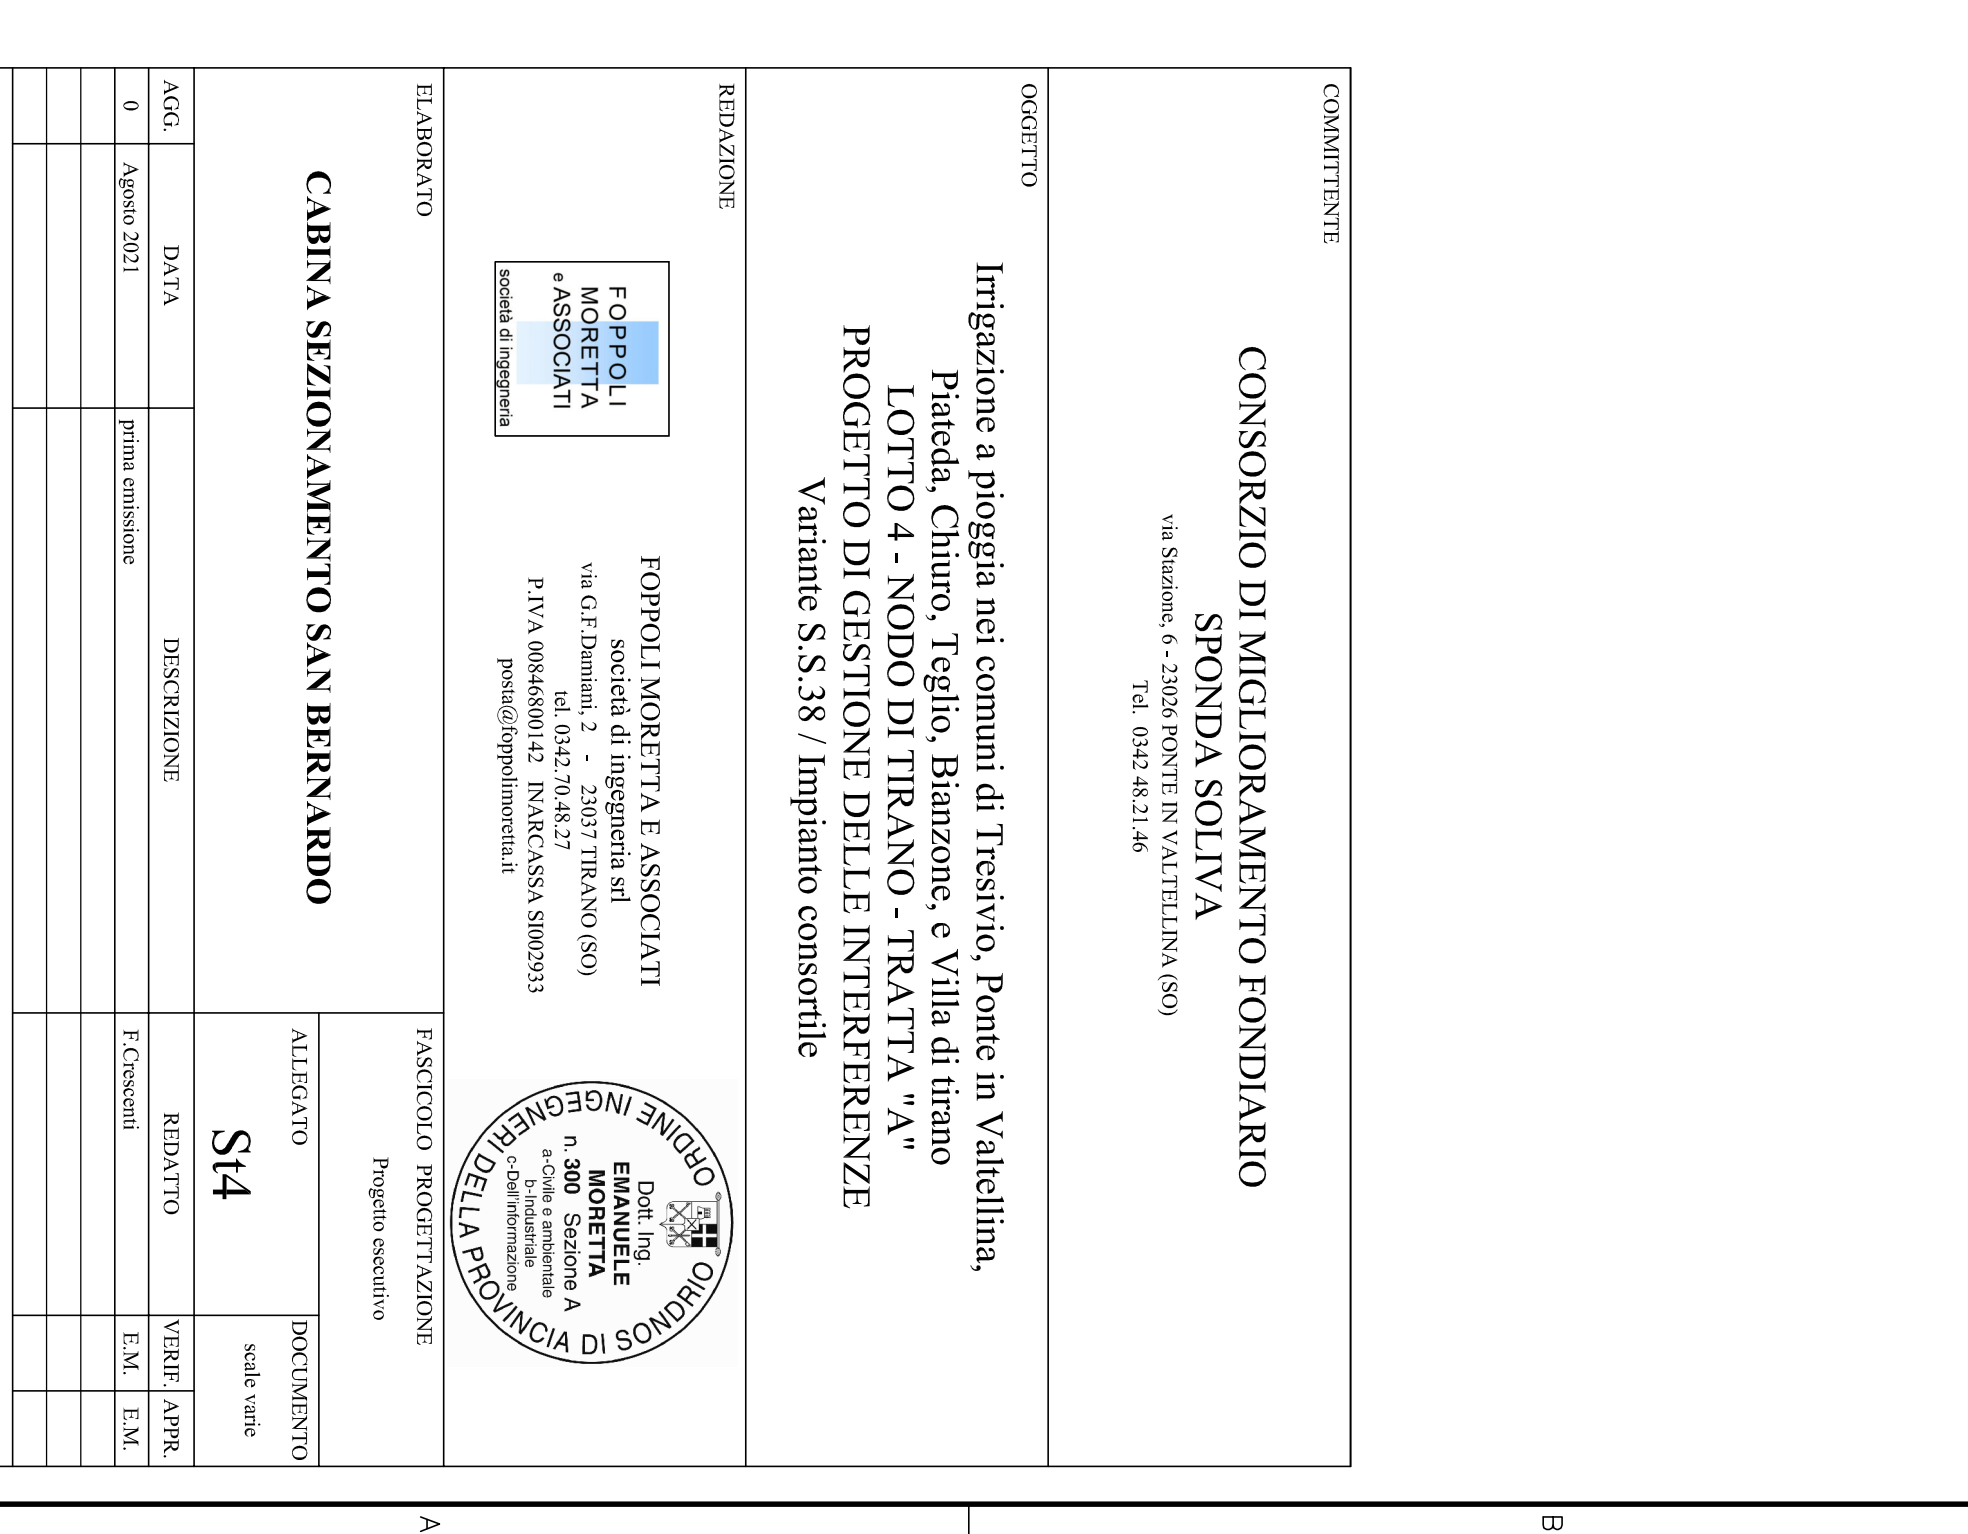 COMMITTENTE
CONSORZIO DI MIGLIORAMENTO FONDIARIO
SPONDA SOLIVA
via Stazione, 6 - 23026 PONTE IN VALTELLINA (SO)
Tel. 0342 48.21.46
OGGETTO
Irrigazione a pioggia nei comuni di Tresivio, Ponte in Valtellina,
Piateda, Chiuro, Teglio, Bianzone, e Villa di tirano
LOTTO 4 - NODO DI TIRANO - TRATTA "A"
PROGETTO DI GESTIONE DELLE INTERFERENZE
Variante S.S.38 / Impianto consortile
REDAZIONE
FOPPOLI
MORETTA
e ASSOCIATI
società di ingegneria
FOPPOLI MORETTA E ASSOCIATI
società di ingegneria srl
via G.F.Damiani, 2 - 23037 TIRANO (SO)
tel. 0342.70.48.27
P.IVA 00846800142 INARCASSA SI002933
posta@foppolimoretta.it
ORDINE INGEGNERI DELLA PROVINCIA DI SONDRIO
Dott. Ing.
EMANUELE
MORETTA
n. 300 Sezione A
a-Civile e ambientale
b-Industriale
c-Dell'informazione
ELABORATO
CABINA SEZIONAMENTO SAN BERNARDO
FASCICOLO PROGETTAZIONE
Progetto esecutivo
ALLEGATO
St4
DOCUMENTO
scale varie
AGG. DATA DESCRIZIONE REDATTO VERIF. APPR.
0 Agosto 2021 prima emissione F.Crescenti E.M. E.M.
A
B